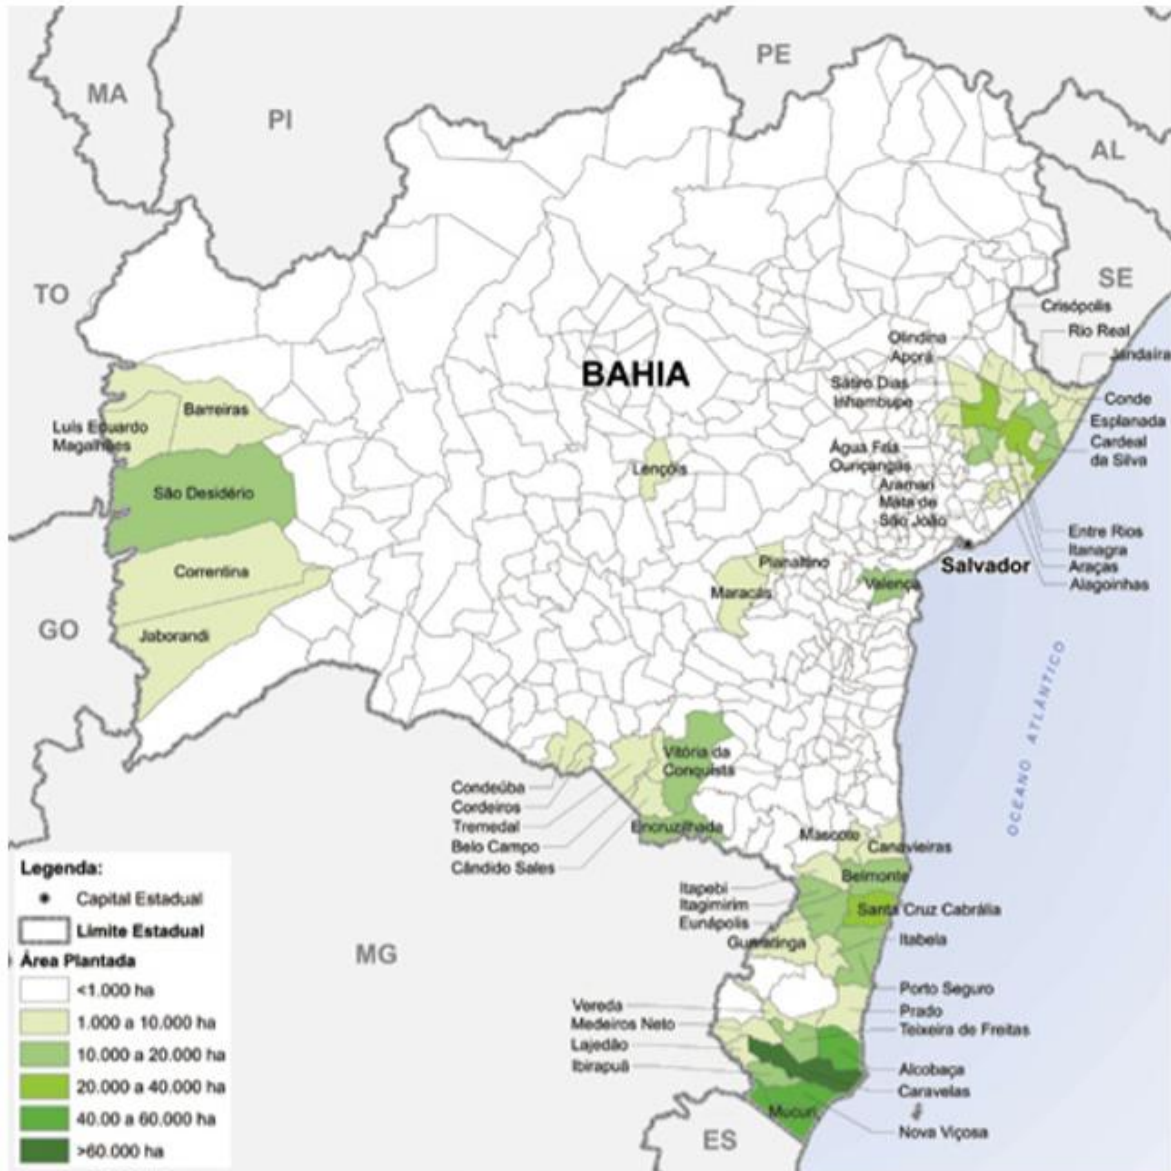 PE
MA
PI
AL
TO
SE
Crisópolis
Rio Real
Olindina
Jandaíra
Aporá
BAHIA
Sátiro Dias
Inhambupe
Conde
Barreiras
Esplanada
Luís Eduardo
Magalhães
Cardeal
da Silva
Água Fria
Ouriçangas
Lençóis
Aramari
São Desidério
Mata de
São João
Entre Rios
Itanagra
Araças
Alagoinhas
Salvador
Planaltino
Correntina
Valença
Maracás
GO
Jaborandi
OCEANO ATLÂNTICO
Vitória da
Conquista
Condeúba
Cordeiros
Tremedal
Belo Campo
Cândido Sales
Encruzilhada
Mascote
Canavieiras
Belmonte
Itapebi
Itagimirim
Eunápolis
Santa Cruz Cabrália
Guaratinga
Itabela
MG
Porto Seguro
Vereda
Prado
Medeiros Neto
Teixeira de Freitas
Lajedão
Ibirapuã
Alcobaça
Caravelas
Mucuri
Nova Viçosa
ES
Legenda:
Capital Estadual
Limite Estadual
Área Plantada
<1.000 ha
1.000 a 10.000 ha
10.000 a 20.000 ha
20.000 a 40.000 ha
40.00 a 60.000 ha
>60.000 ha